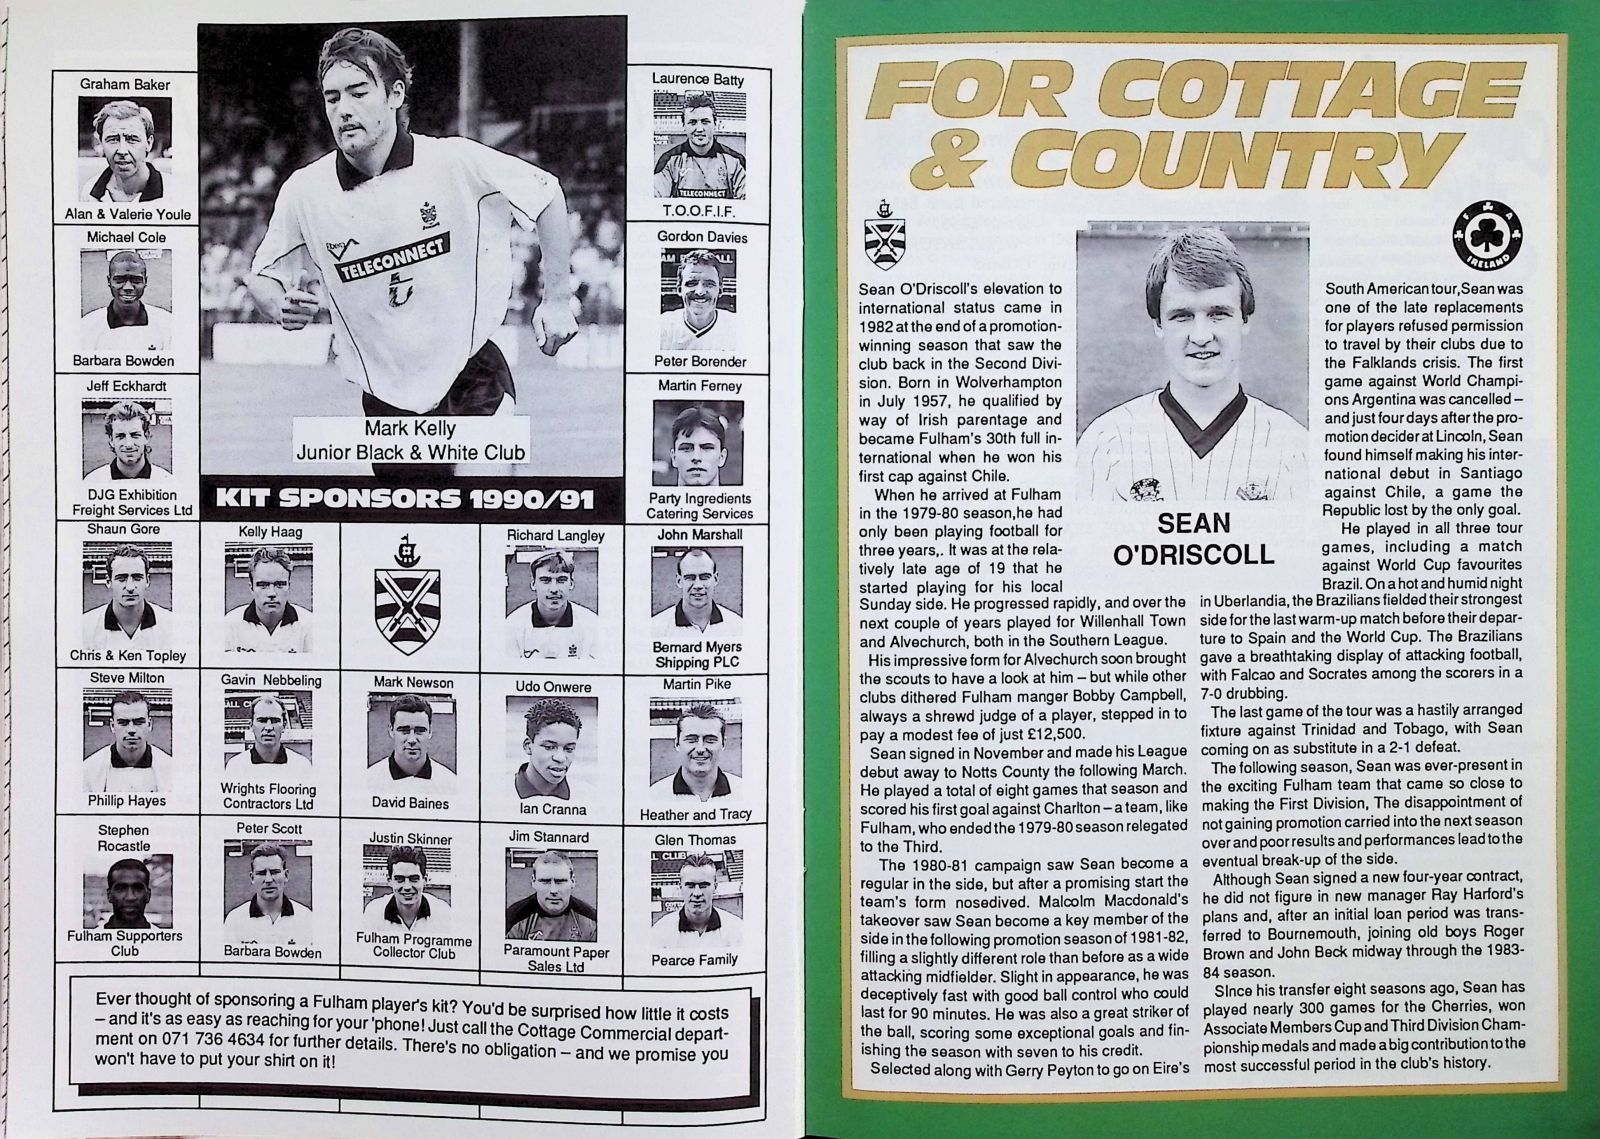 Graham Baker
Alan & Valerie Youle
Michael Cole
Barbara Bowden
Jeff Eckhardt
DJG Exhibition
Freight Services Ltd
TELECONNECT
Mark Kelly
Junior Black & White Club
KIT SPONSORS 1990/91
Laurence Batty
TELECONNECT
T.O.O.F.I.F.
Gordon Davies
Peter Borender
Martin Ferney
Party Ingredients
Catering Services
Shaun Gore
Chris & Ken Topley
Kelly Haag
Richard Langley
John Marshall
Bernard Myers
Shipping PLC
Steve Milton
Phillip Hayes
Gavin Nebbeling
Wrights Flooring
Contractors Ltd
Mark Newson
David Baines
Udo Onwere
Ian Cranna
Martin Pike
Heather and Tracy
Stephen
Rocastle
Fulham Supporters
Club
Peter Scott
Barbara Bowden
Justin Skinner
Fulham Programme
Collector Club
Jim Stannard
Paramount Paper
Sales Ltd
Glen Thomas
Pearce Family
Ever thought of sponsoring a Fulham player's kit? You'd be surprised how little it costs
– and it's as easy as reaching for your 'phone! Just call the Cottage Commercial depart-
ment on 071 736 4634 for further details. There's no obligation – and we promise you
won't have to put your shirt on it!
FOR COTTAGE
& COUNTRY
F A
IRELAND
SEAN
O'DRISCOLL
Sean O'Driscoll's elevation to
international status came in
1982 at the end of a promotion-
winning season that saw the
club back in the Second Divi-
sion. Born in Wolverhampton
in July 1957, he qualified by
way of Irish parentage and
became Fulham's 30th full in-
ternational when he won his
first cap against Chile.
When he arrived at Fulham
in the 1979-80 season,he had
only been playing football for
three years,. It was at the rela-
tively late age of 19 that he
started playing for his local
Sunday side. He progressed rapidly, and over the
next couple of years played for Willenhall Town
and Alvechurch, both in the Southern League.
His impressive form for Alvechurch soon brought
the scouts to have a look at him – but while other
clubs dithered Fulham manger Bobby Campbell,
always a shrewd judge of a player, stepped in to
pay a modest fee of just £12,500.
Sean signed in November and made his League
debut away to Notts County the following March.
He played a total of eight games that season and
scored his first goal against Charlton – a team, like
Fulham, who ended the 1979-80 season relegated
to the Third.
The 1980-81 campaign saw Sean become a
regular in the side, but after a promising start the
team's form nosedived. Malcolm Macdonald's
takeover saw Sean become a key member of the
side in the following promotion season of 1981-82,
filling a slightly different role than before as a wide
attacking midfielder. Slight in appearance, he was
deceptively fast with good ball control who could
last for 90 minutes. He was also a great striker of
the ball, scoring some exceptional goals and fin-
ishing the season with seven to his credit.
Selected along with Gerry Peyton to go on Eire's
South American tour,Sean was
one of the late replacements
for players refused permission
to travel by their clubs due to
the Falklands crisis. The first
game against World Champi-
ons Argentina was cancelled –
and just four days after the pro-
motion decider at Lincoln, Sean
found himself making his inter-
national debut in Santiago
against Chile, a game the
Republic lost by the only goal.
He played in all three tour
games, including a match
against World Cup favourites
Brazil. On a hot and humid night
in Uberlandia, the Brazilians fielded their strongest
side for the last warm-up match before their depar-
ture to Spain and the World Cup. The Brazilians
gave a breathtaking display of attacking football,
with Falcao and Socrates among the scorers in a
7-0 drubbing.
The last game of the tour was a hastily arranged
fixture against Trinidad and Tobago, with Sean
coming on as substitute in a 2-1 defeat.
The following season, Sean was ever-present in
the exciting Fulham team that came so close to
making the First Division, The disappointment of
not gaining promotion carried into the next season
over and poor results and performances lead to the
eventual break-up of the side.
Although Sean signed a new four-year contract,
he did not figure in new manager Ray Harford's
plans and, after an initial loan period was trans-
ferred to Bournemouth, joining old boys Roger
Brown and John Beck midway through the 1983-
84 season.
SInce his transfer eight seasons ago, Sean has
played nearly 300 games for the Cherries, won
Associate Members Cup and Third Division Cham-
pionship medals and made a big contribution to the
most successful period in the club's history.